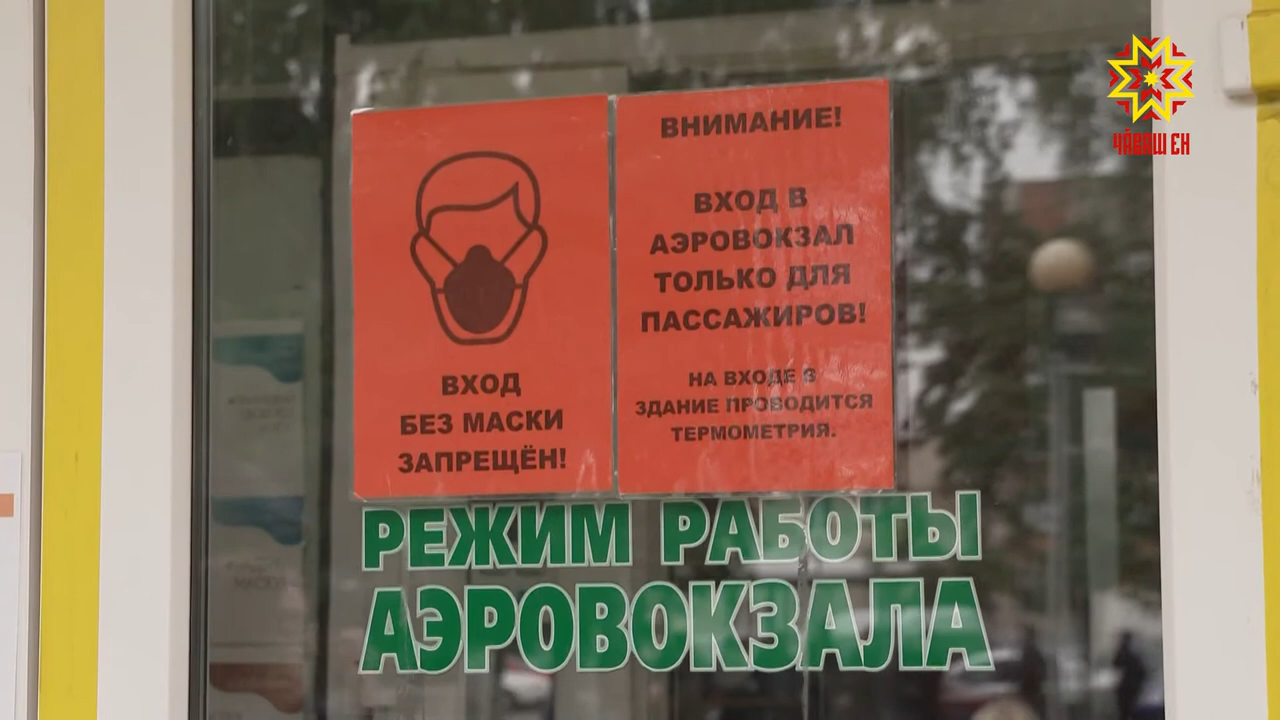 ВХОД
БЕЗ МАСКИ
ЗАПРЕЩЁН!
ВНИМАНИЕ!
ВХОД В
АЭРОВОКЗАЛ
ТОЛЬКО ДЛЯ
ПАССАЖИРОВ!
НА ВХОДЕ В
ЗДАНИЕ ПРОВОДИТСЯ
ТЕРМОМЕТРИЯ.
РЕЖИМ РАБОТЫ
АЭРОВОКЗАЛА
ЧӐВАШ ЕН